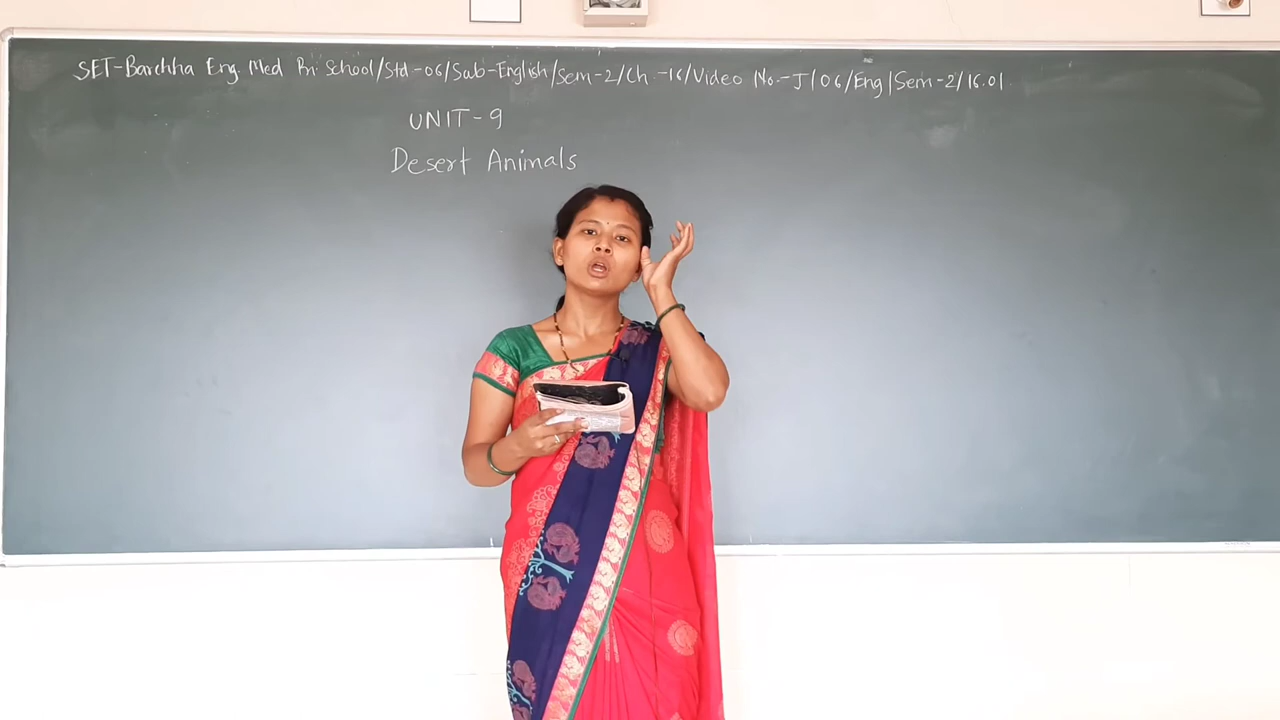 SET-Barchha Eng. Med Pri School/Std-06/Sub-English/Sem-2/Ch-16/Video No.-J/06/Eng/Sem-2/16.01
UNIT-9
Desert Animals